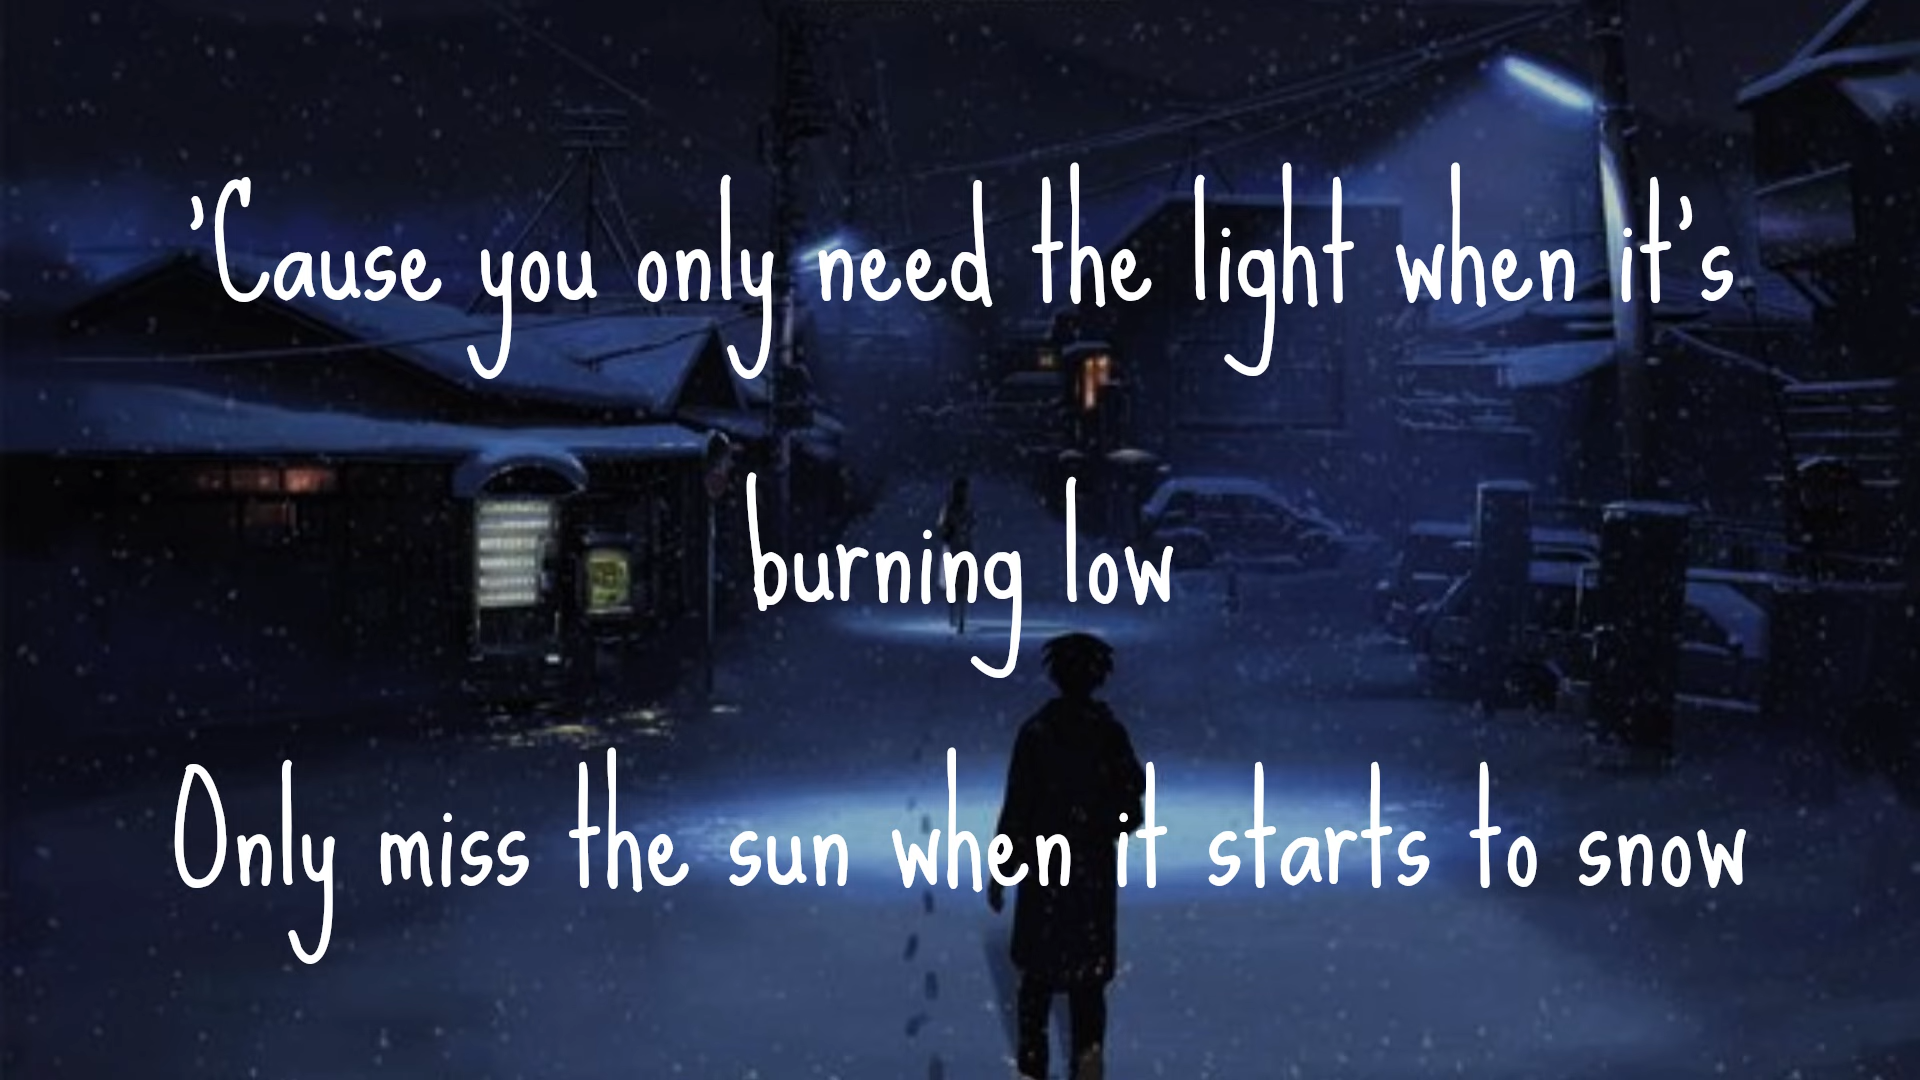 'Cause you only need the light when it's
burning low
Only miss the sun when it starts to snow